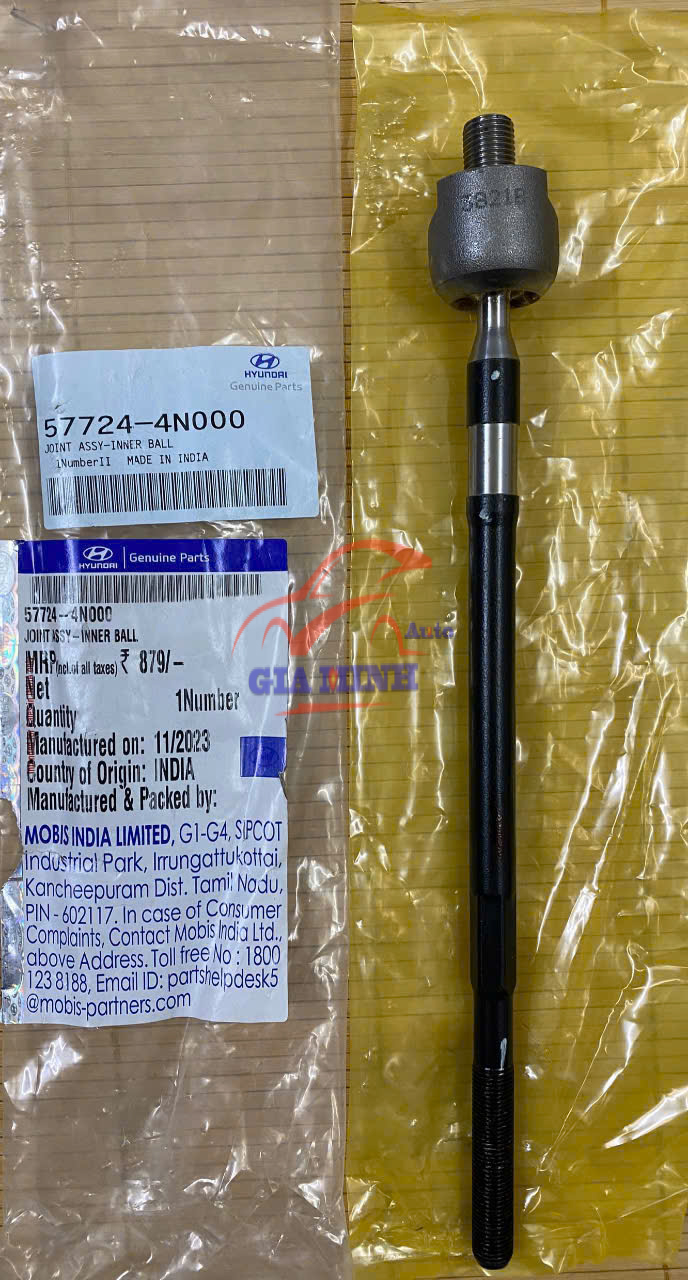 3821B
HYUNDAI
Genuine Parts
57724-4N000
JOINT ASSY-INNER BALL
1NumberII MADE IN INDIA
HYUNDAI Genuine Parts
57724-4N000
JOINT ASSY-INNER BALL
MRP(Incl.of all taxes) ₹ 879/-
Net
Quantity 1Number
Manufactured on: 11/2023
Country of Origin: INDIA
Manufactured & Packed by:
MOBIS INDIA LIMITED, G1-G4, SIPCOT
Industrial Park, Irrungattukottai,
Kancheepuram Dist. Tamil Nadu,
PIN - 602117. In case of Consumer
Complaints, Contact Mobis India Ltd.,
above Address. Toll free No : 1800
123 8188, Email ID: partshelpdesk5
@mobis-partners.com
Auto
GIA MINH